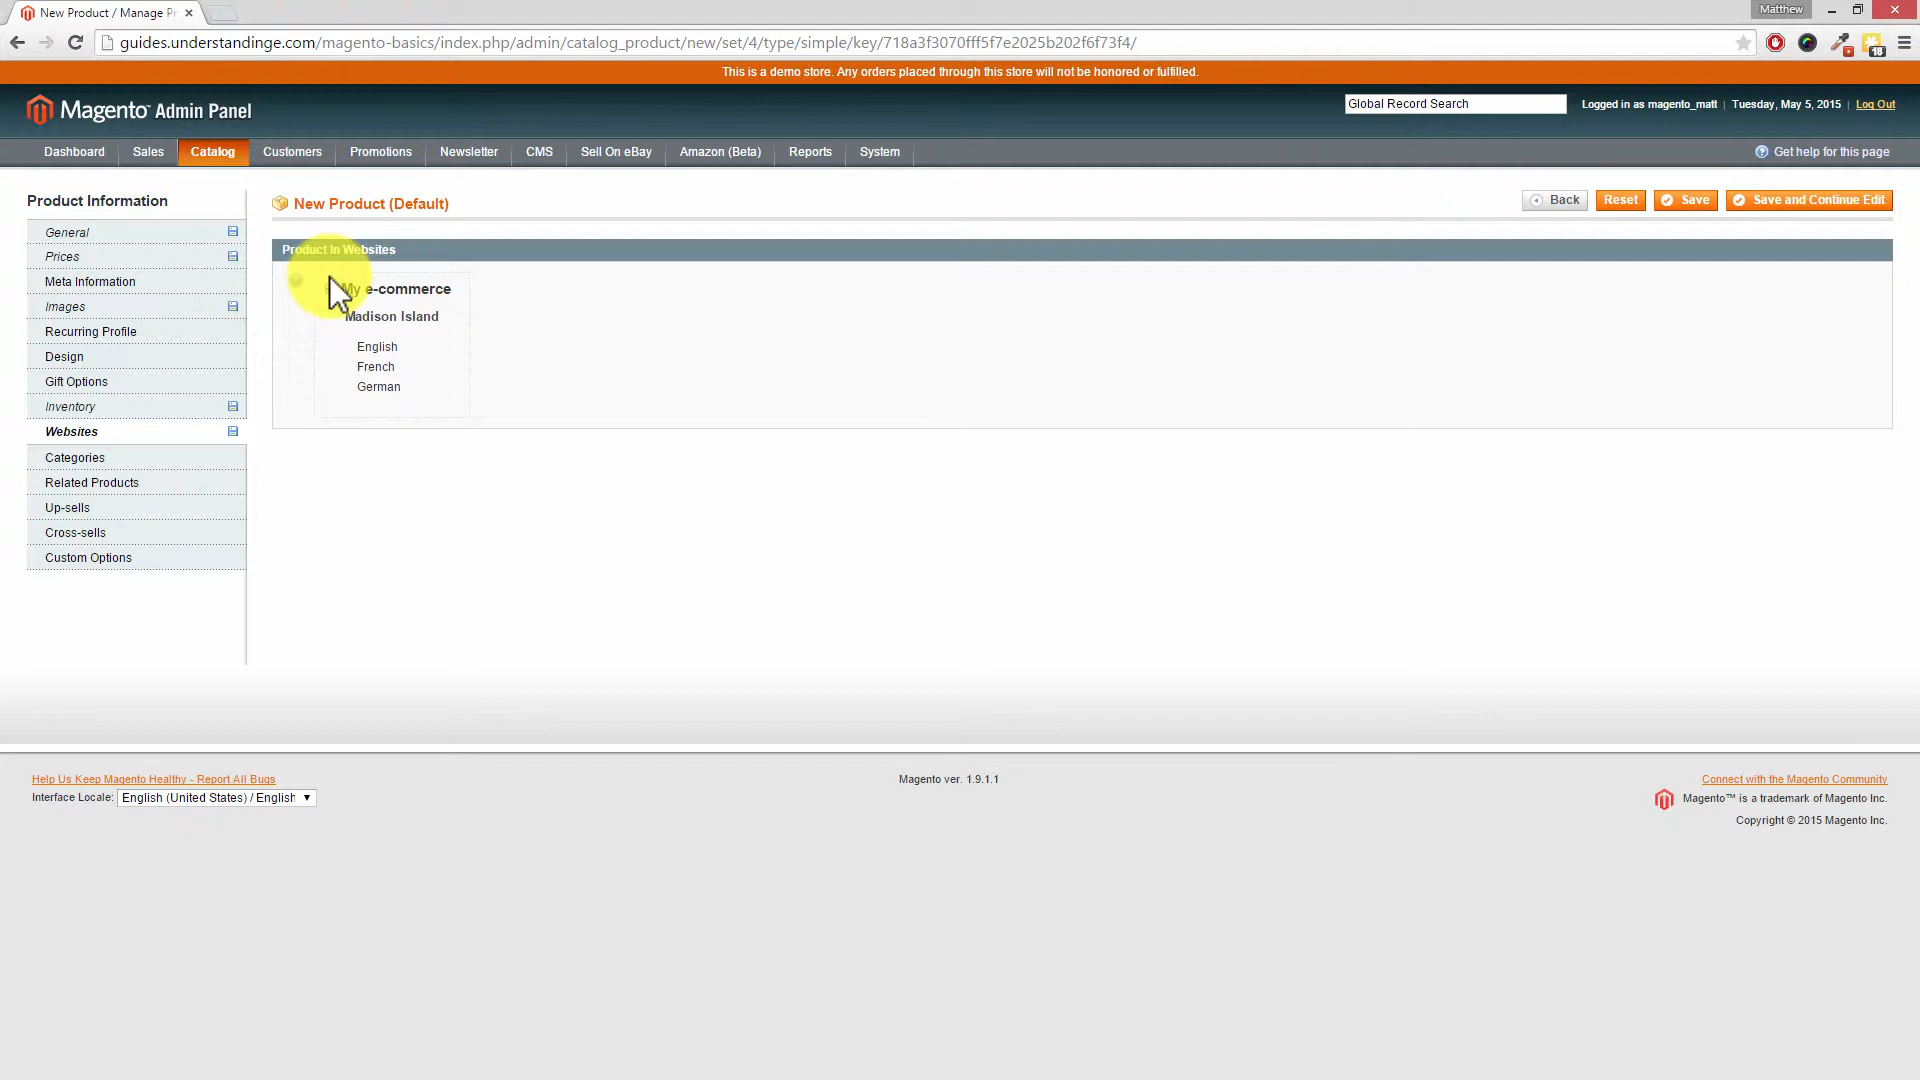 New Product / Manage Pr
Matthew
guides.understandinge.com/magento-basics/index.php/admin/catalog_product/new/set/4/type/simple/key/718a3f3070fff5f7e2025b202f6f73f4/
18
This is a demo store. Any orders placed through this store will not be honored or fulfilled.
Magento™ Admin Panel
Global Record Search
Logged in as magento_matt | Tuesday, May 5, 2015 | Log Out
Dashboard Sales Catalog Customers Promotions Newsletter CMS Sell On eBay Amazon (Beta) Reports System
Get help for this page
Product Information
General
Prices
Meta Information
Images
Recurring Profile
Design
Gift Options
Inventory
Websites
Categories
Related Products
Up-sells
Cross-sells
Custom Options
New Product (Default)
Back Reset Save Save and Continue Edit
Product In Websites
My e-commerce
Madison Island
English
French
German
Help Us Keep Magento Healthy - Report All Bugs
Interface Locale: English (United States) / English
Magento ver. 1.9.1.1
Connect with the Magento Community
Magento™ is a trademark of Magento Inc.
Copyright © 2015 Magento Inc.